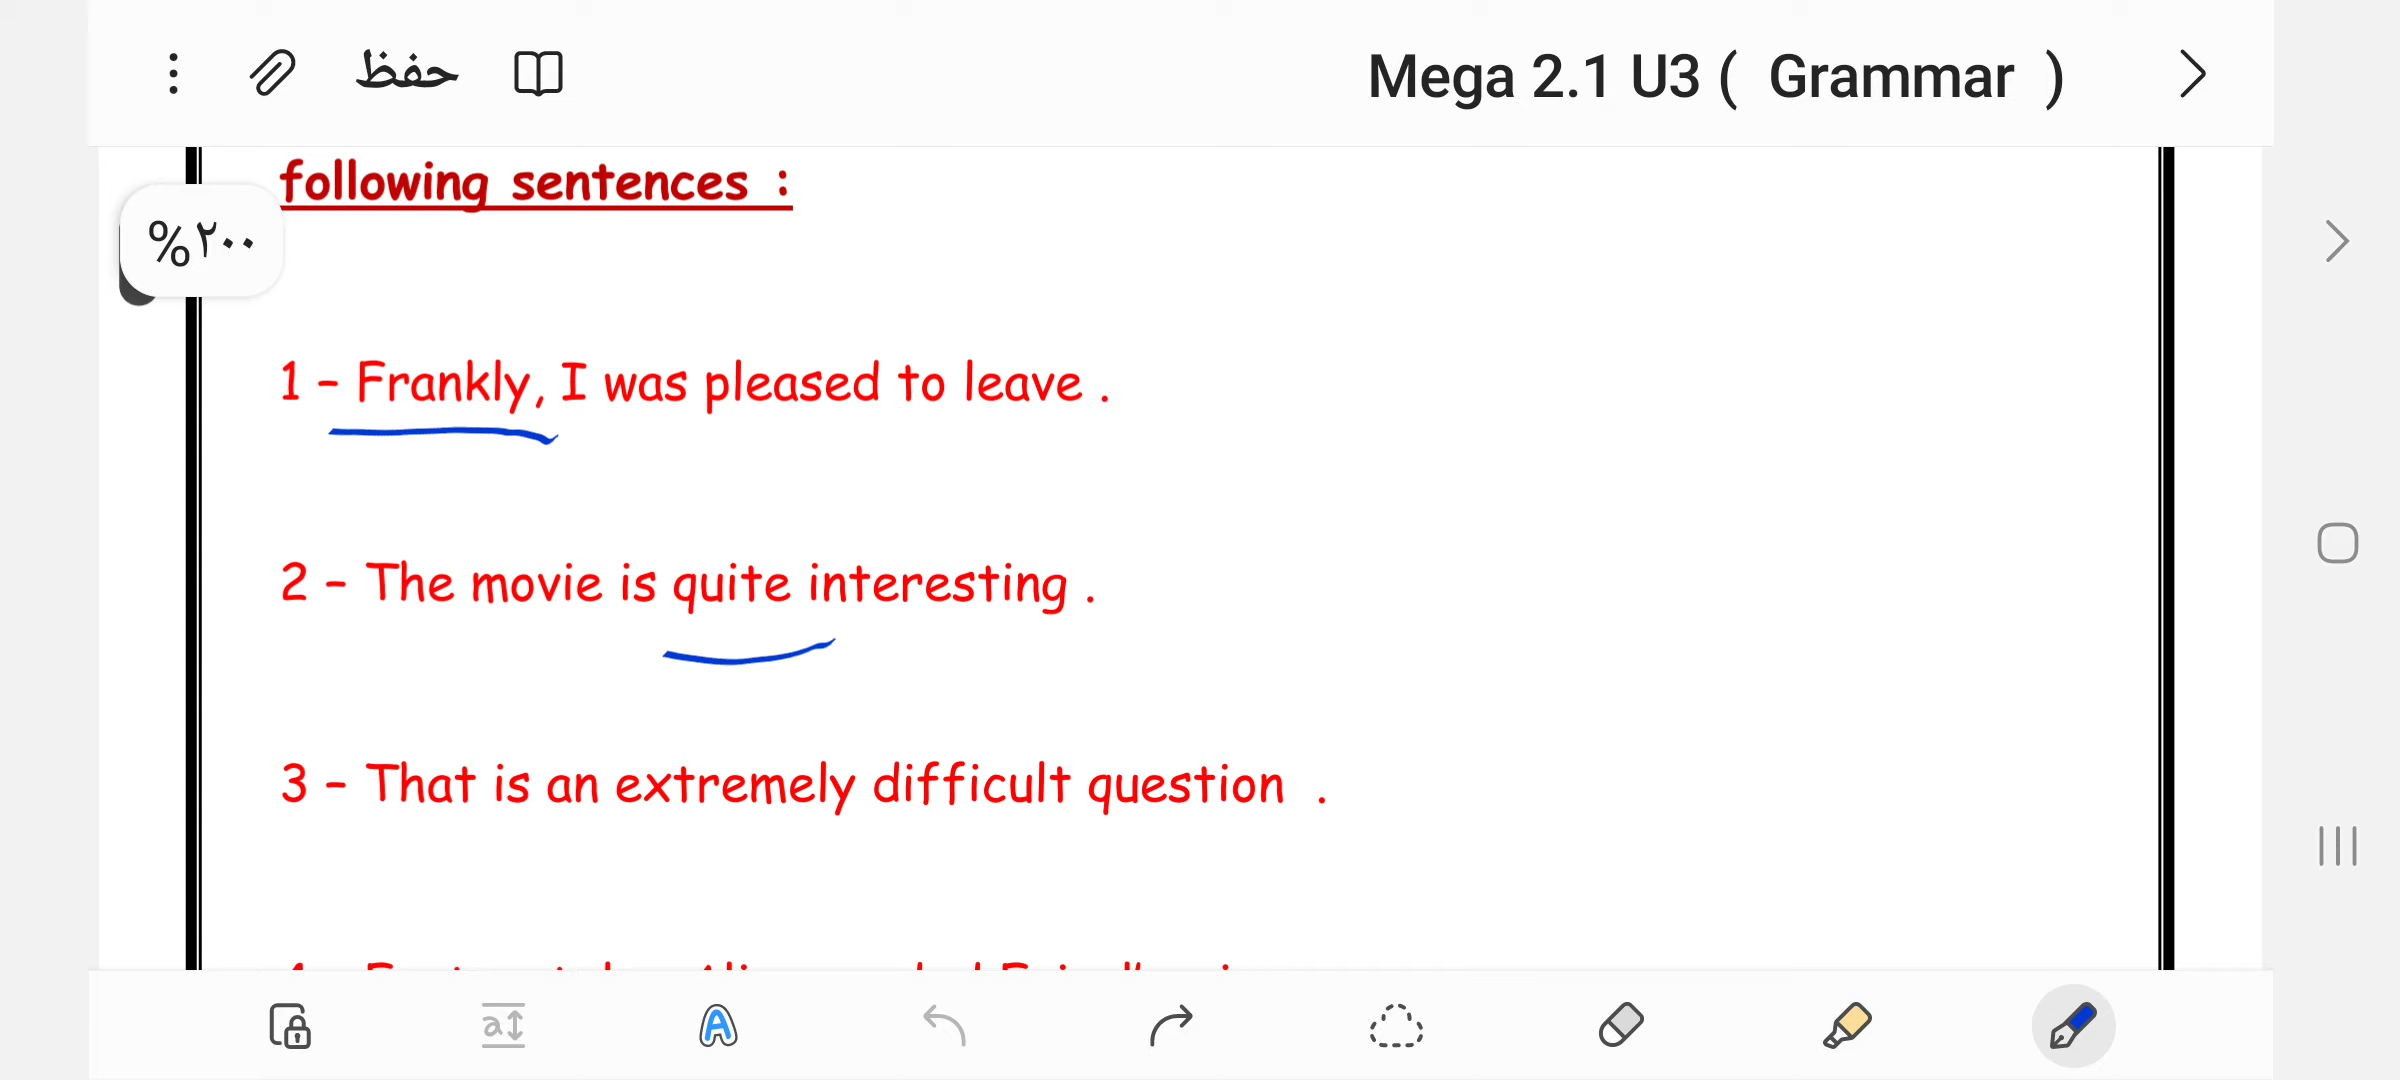 حفظ
Mega 2.1 U3 ( Grammar )
following sentences :
%٢٠٠
1 - Frankly, I was pleased to leave .
2 - The movie is quite interesting .
3 - That is an extremely difficult question .